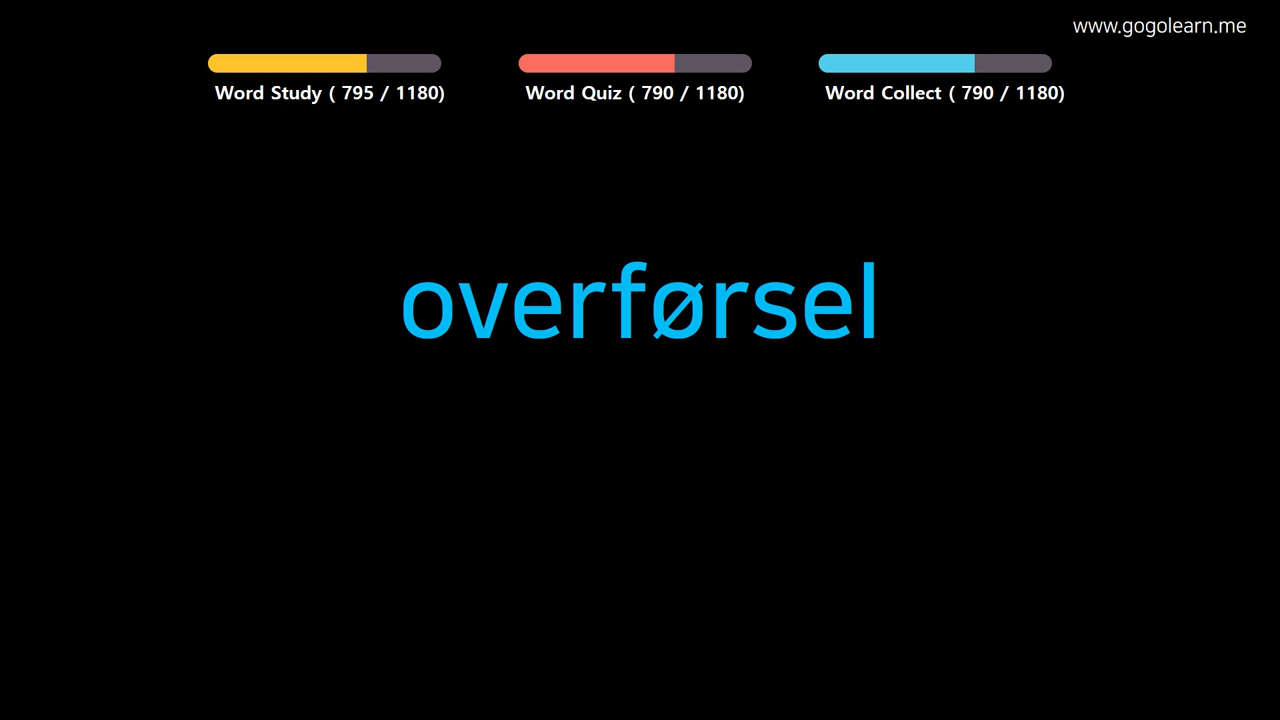 www.gogolearn.me
Word Study ( 795 / 1180)
Word Quiz ( 790 / 1180)
Word Collect ( 790 / 1180)
overførsel